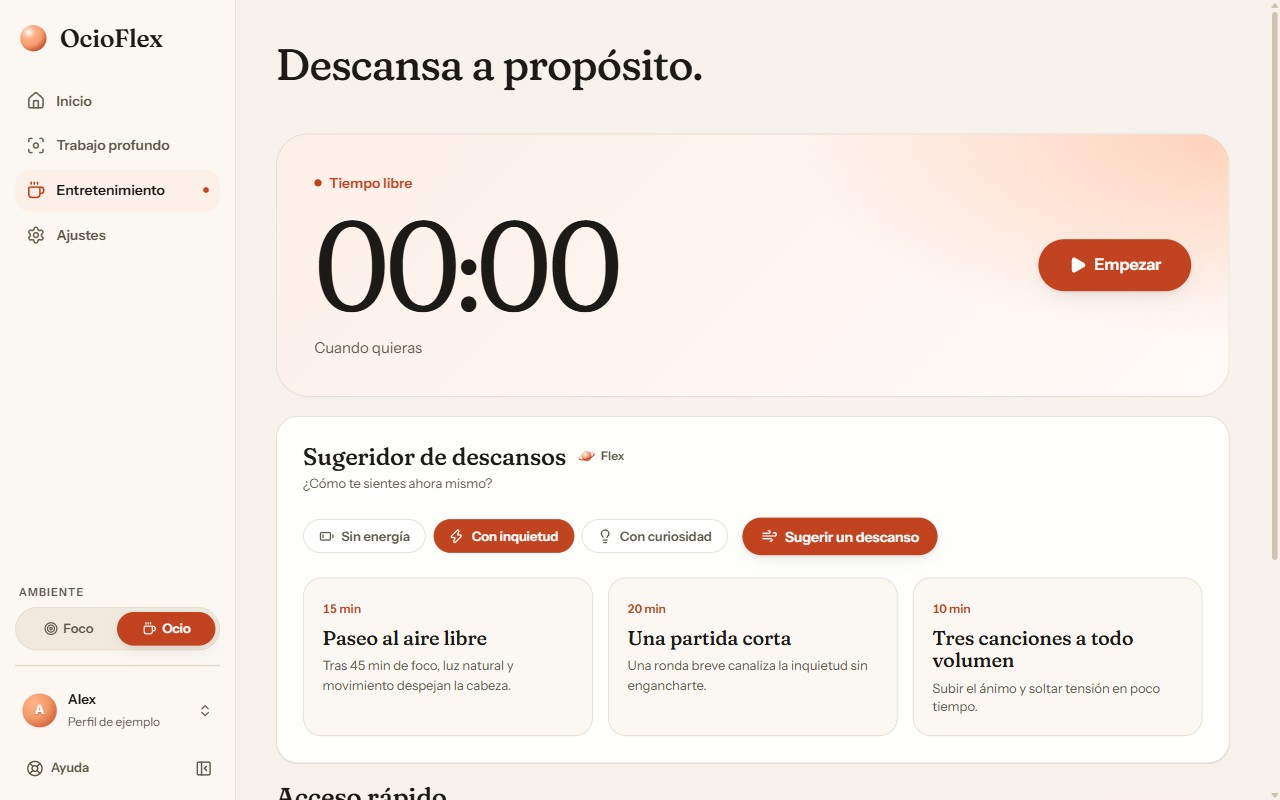 OcioFlex
Inicio
Trabajo profundo
Entretenimiento
Ajustes
AMBIENTE
Foco
Ocio
A
Alex
Perfil de ejemplo
Ayuda
Descansa a propósito.
Tiempo libre
00:00
Cuando quieras
Empezar
Sugeridor de descansos
Flex
¿Cómo te sientes ahora mismo?
Sin energía
Con inquietud
Con curiosidad
Sugerir un descanso
15 min
Paseo al aire libre
Tras 45 min de foco, luz natural y
movimiento despejan la cabeza.
20 min
Una partida corta
Una ronda breve canaliza la inquietud sin
engancharte.
10 min
Tres canciones a todo
volumen
Subir el ánimo y soltar tensión en poco
tiempo.
Acceso rápido